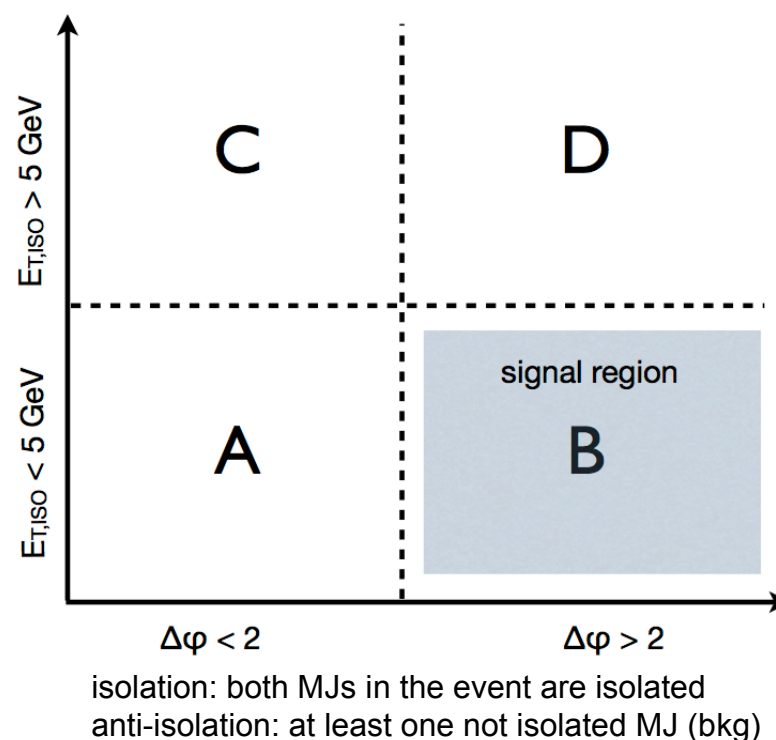 C
D
E_T,ISO > 5 GeV
signal region
A
B
E_T,ISO < 5 GeV
Δφ < 2
Δφ > 2
isolation: both MJs in the event are isolated
anti-isolation: at least one not isolated MJ (bkg)